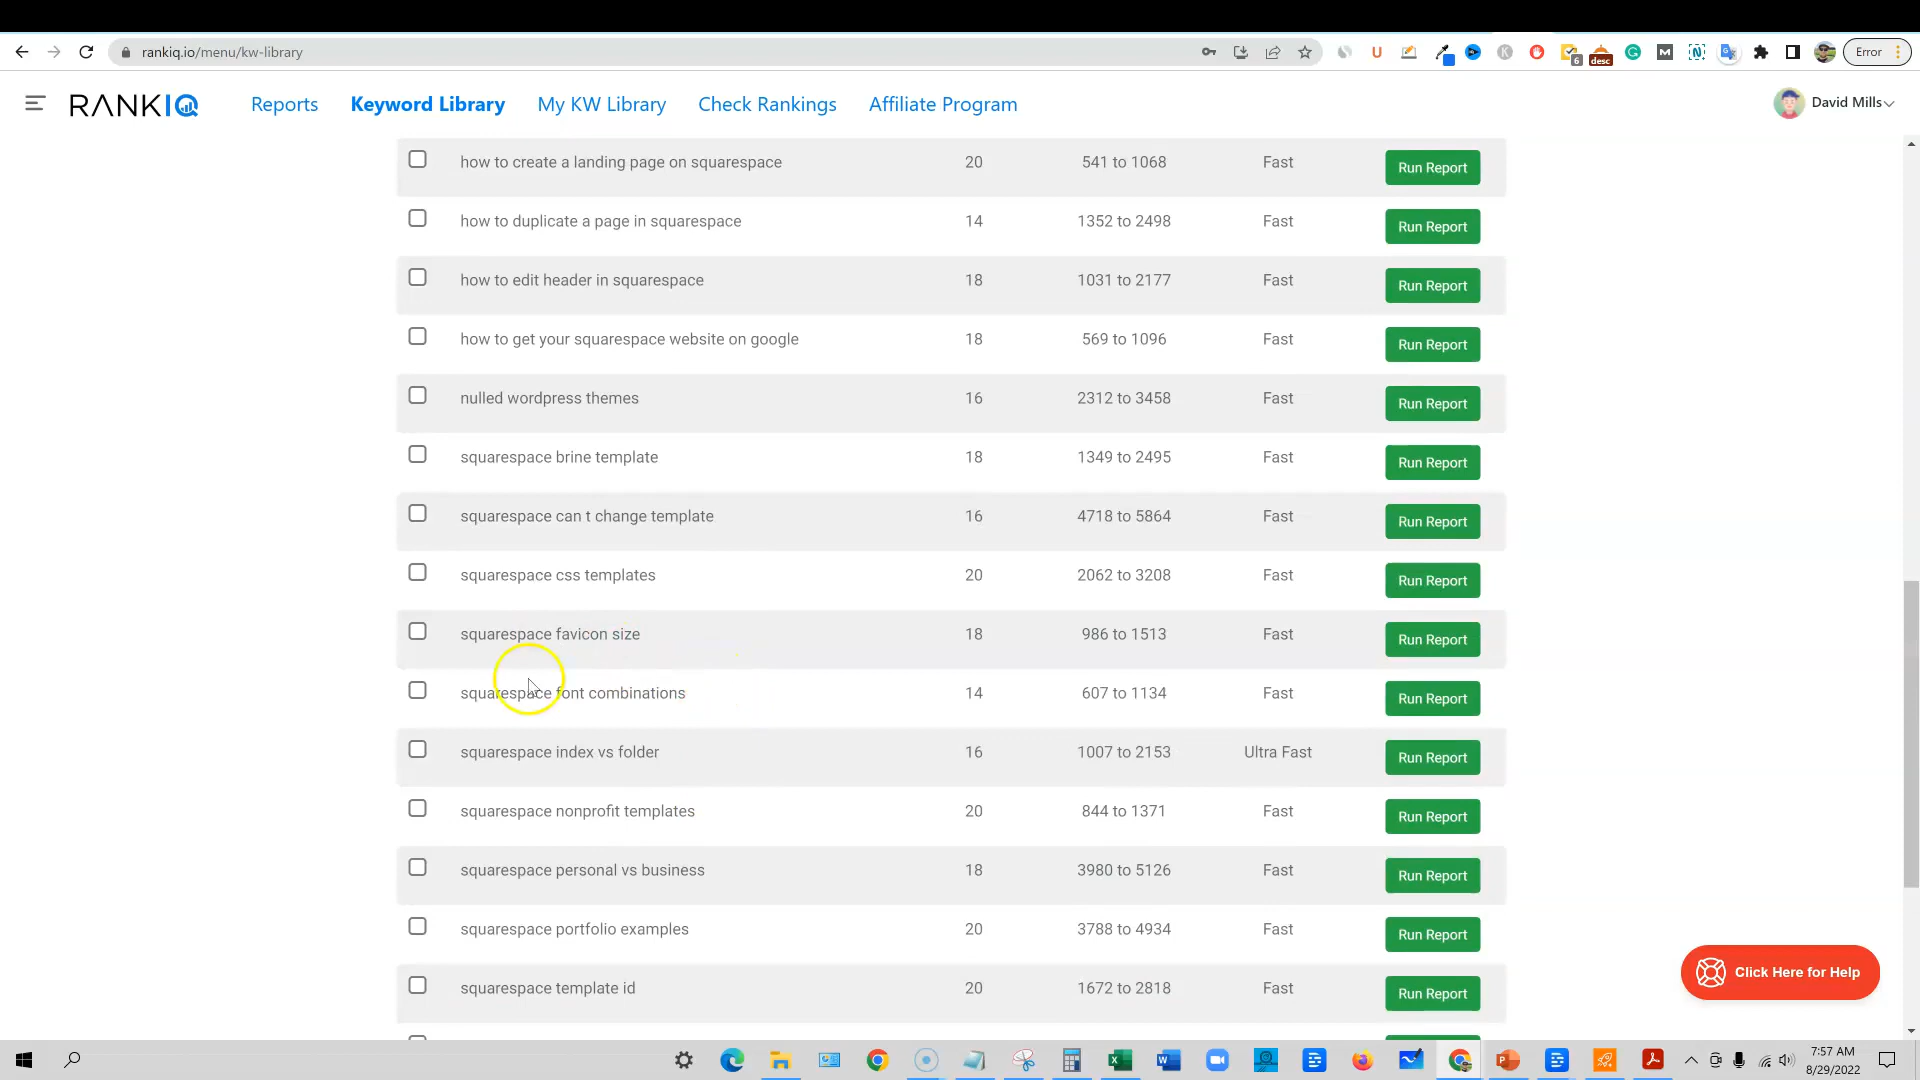 rankiq.io/menu/kw-library
6
desc
Error
RANKIQ
Reports
Keyword Library
My KW Library
Check Rankings
Affiliate Program
David Mills
how to create a landing page on squarespace 20 541 to 1068 Fast Run Report
how to duplicate a page in squarespace 14 1352 to 2498 Fast Run Report
how to edit header in squarespace 18 1031 to 2177 Fast Run Report
how to get your squarespace website on google 18 569 to 1096 Fast Run Report
nulled wordpress themes 16 2312 to 3458 Fast Run Report
squarespace brine template 18 1349 to 2495 Fast Run Report
squarespace can t change template 16 4718 to 5864 Fast Run Report
squarespace css templates 20 2062 to 3208 Fast Run Report
squarespace favicon size 18 986 to 1513 Fast Run Report
squarespace font combinations 14 607 to 1134 Fast Run Report
squarespace index vs folder 16 1007 to 2153 Ultra Fast Run Report
squarespace nonprofit templates 20 844 to 1371 Fast Run Report
squarespace personal vs business 18 3980 to 5126 Fast Run Report
squarespace portfolio examples 20 3788 to 4934 Fast Run Report
squarespace template id 20 1672 to 2818 Fast Run Report
Click Here for Help
7:57 AM
8/29/2022